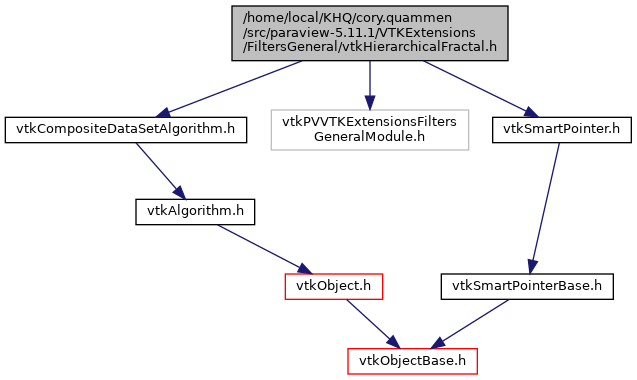 /home/local/KHQ/cory.quammen
/src/paraview-5.11.1/VTKExtensions
/FiltersGeneral/vtkHierarchicalFractal.h
vtkCompositeDataSetAlgorithm.h
vtkPVVTKExtensionsFilters
GeneralModule.h
vtkSmartPointer.h
vtkAlgorithm.h
vtkObject.h
vtkSmartPointerBase.h
vtkObjectBase.h